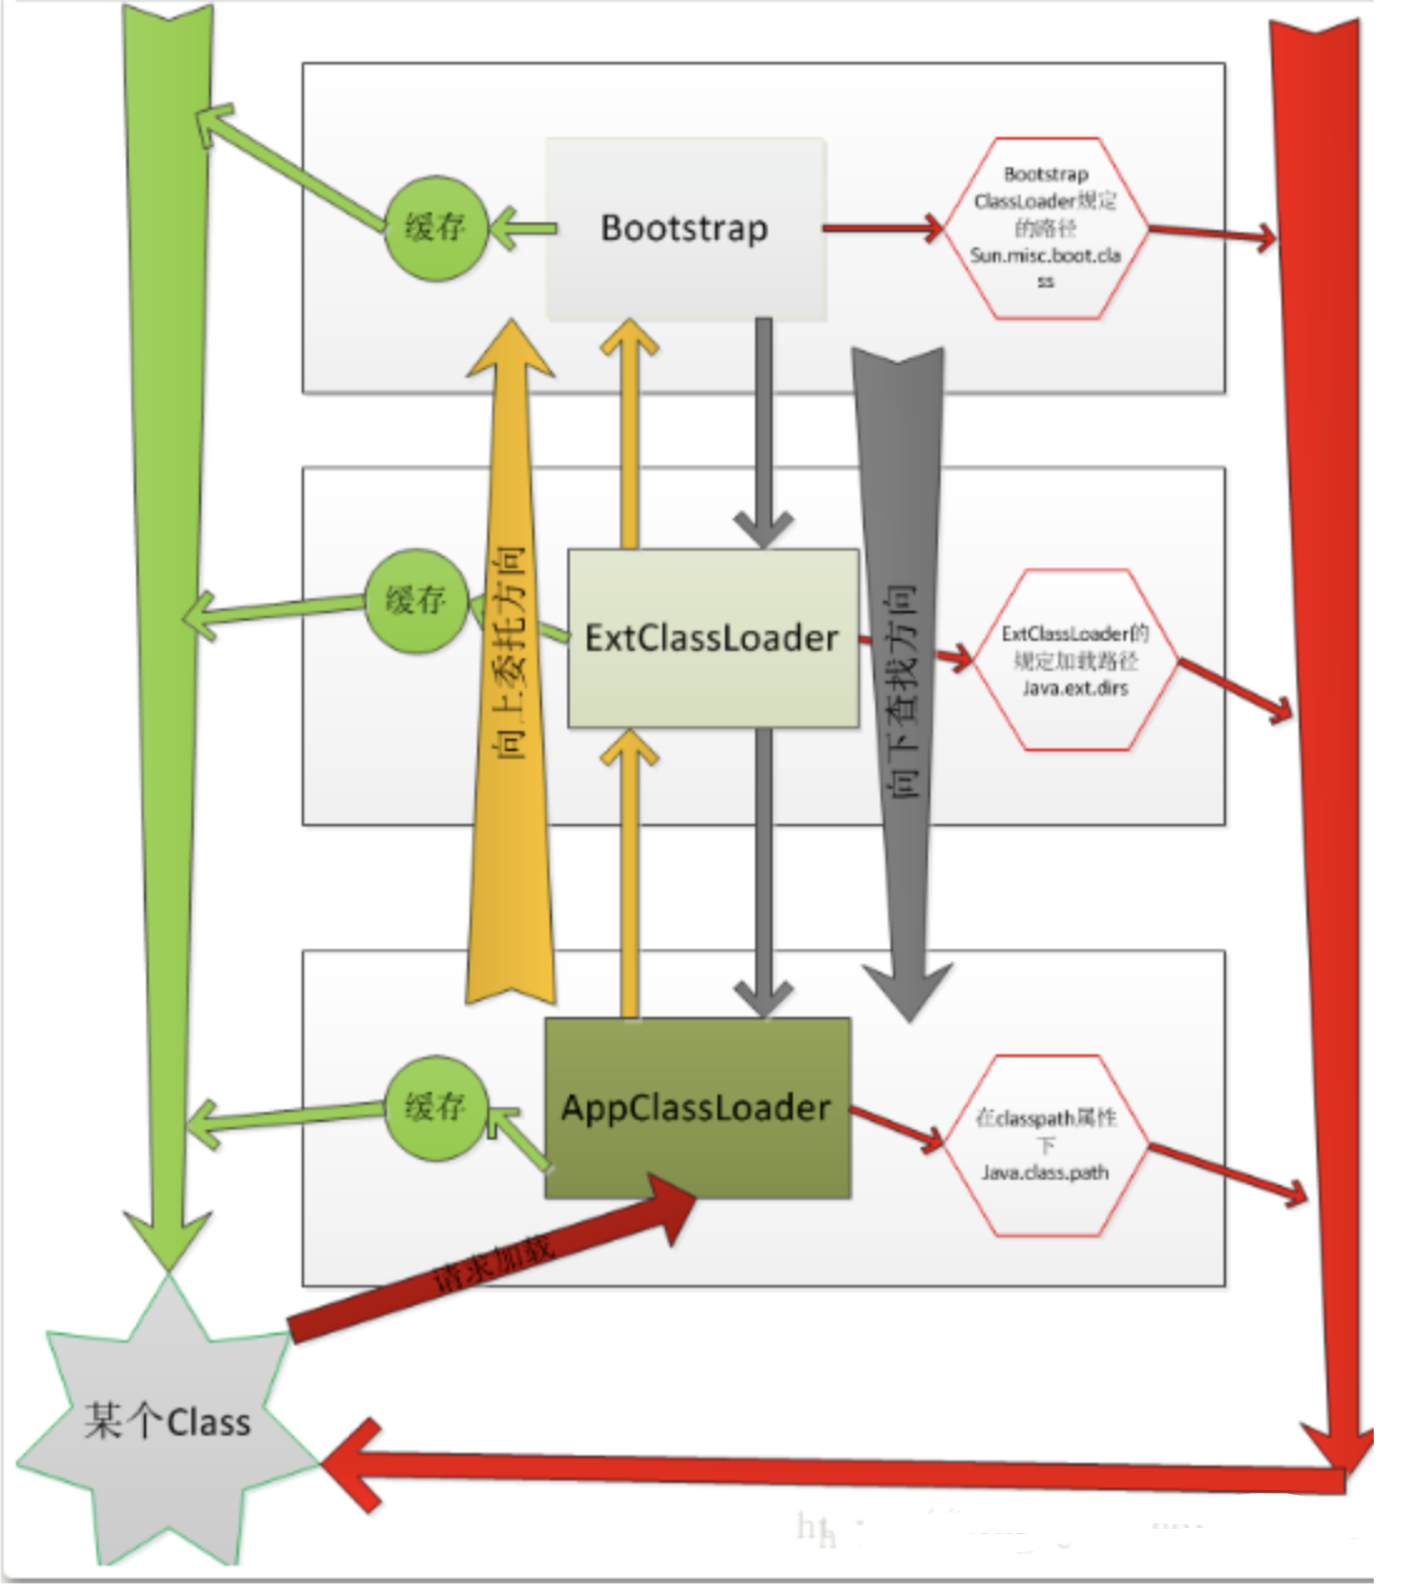 缓存
Bootstrap
Bootstrap
ClassLoader规定
的路径
Sun.misc.boot.cla
ss
向上委托方向
向下查找方向
缓存
ExtClassLoader
ExtClassLoader的
规定加载路径
Java.ext.dirs
缓存
AppClassLoader
在classpath属性
下
Java.class.path
请求加载
某个Class